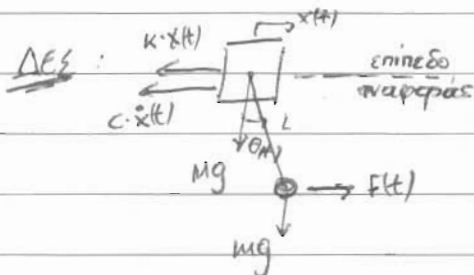 x(t)
ΔΕΣ :
K·x(t)
C·ẋ(t)
επίπεδο
αναφοράς
L
θ(t)
Mg
F(t)
mg